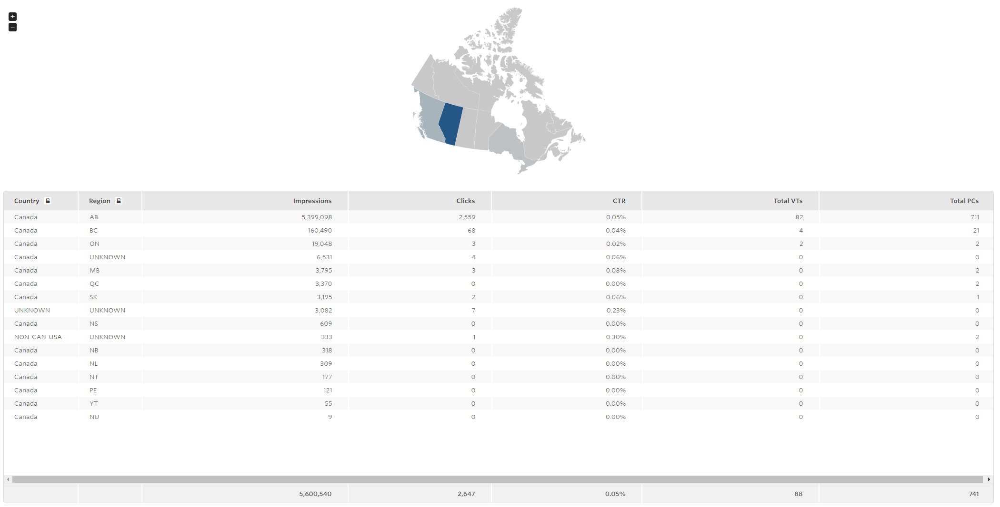 +
–
Country Region Impressions Clicks CTR Total VTs Total PCs
Canada AB 5,399,098 2,559 0.05% 82 711
Canada BC 160,490 68 0.04% 4 21
Canada ON 19,048 3 0.02% 2 2
Canada UNKNOWN 6,531 4 0.06% 0 0
Canada MB 3,795 3 0.08% 0 2
Canada QC 3,370 0 0.00% 0 2
Canada SK 3,195 2 0.06% 0 1
UNKNOWN UNKNOWN 3,082 7 0.23% 0 0
Canada NS 609 0 0.00% 0 0
NON-CAN-USA UNKNOWN 333 1 0.30% 0 2
Canada NB 318 0 0.00% 0 0
Canada NL 309 0 0.00% 0 0
Canada NT 177 0 0.00% 0 0
Canada PE 121 0 0.00% 0 0
Canada YT 55 0 0.00% 0 0
Canada NU 9 0 0.00% 0 0
5,600,540 2,647 0.05% 88 741